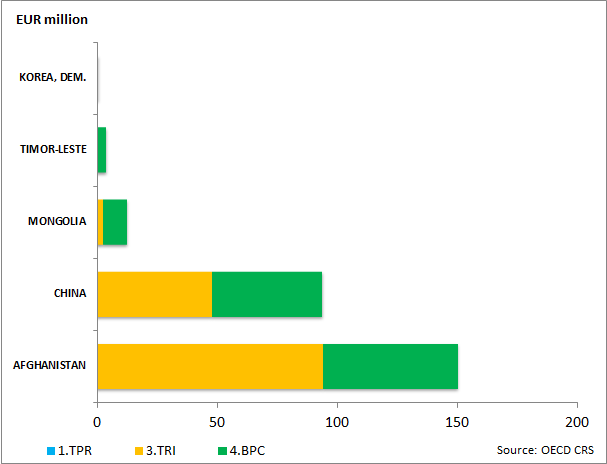 EUR million
KOREA, DEM.
TIMOR-LESTE
MONGOLIA
CHINA
AFGHANISTAN
0 50 100 150 200
1.TPR 3.TRI 4.BPC
Source: OECD CRS